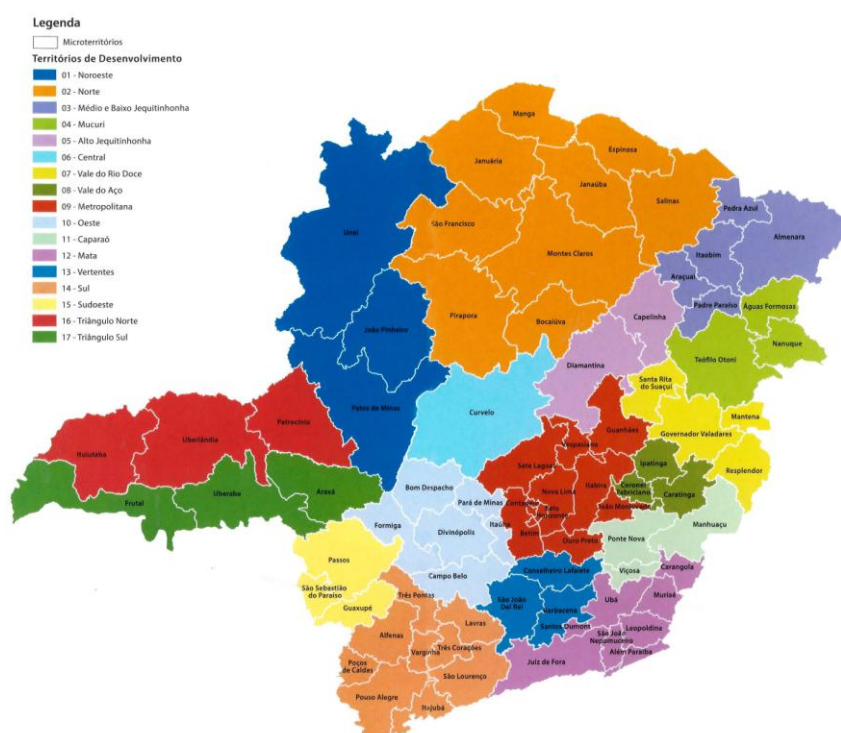 Legenda
Microterritórios
Territórios de Desenvolvimento
01 - Noroeste
02 - Norte
03 - Médio e Baixo Jequitinhonha
04 - Mucuri
05 - Alto Jequitinhonha
06 - Central
07 - Vale do Rio Doce
08 - Vale do Aço
09 - Metropolitana
10 - Oeste
11 - Caparaó
12 - Mata
13 - Vertentes
14 - Sul
15 - Sudoeste
16 - Triângulo Norte
17 - Triângulo Sul
Manga
Espinosa
Januária
Janaúba
Salinas
Pedra Azul
São Francisco
Unaí
Almenara
Itaobim
Montes Claros
Araçuaí
Padre Paraíso
Águas Formosas
Pirapora
Capelinha
Bocaiúva
João Pinheiro
Nanuque
Teófilo Otoni
Diamantina
Santa Rita
do Suaçuí
Patos de Minas
Curvelo
Mantena
Patrocínio
Guanhães
Governador Valadares
Uberlândia
Ituiutaba
Vespasiano
Sete Lagoas
Ipatinga
Resplendor
Bom Despacho
Itabira
Coronel
Fabriciano
Nova Lima
Caratinga
Araxá
Uberaba
Frutal
Pará de Minas
Contagem
Belo
Horizonte
João Monlevade
Itaúna
Formiga
Divinópolis
Betim
Ouro Preto
Manhuaçu
Ponte Nova
Passos
Conselheiro Lafaiete
Viçosa
Carangola
Campo Belo
São Sebastião
do Paraíso
Três Pontas
São João
Del Rei
Ubá
Muriaé
Guaxupé
Barbacena
Lavras
Santos Dumont
Leopoldina
Alfenas
São João
Nepomuceno
Três Corações
Varginha
Além Paraíba
Juiz de Fora
Poços
de Caldas
São Lourenço
Pouso Alegre
Itajubá